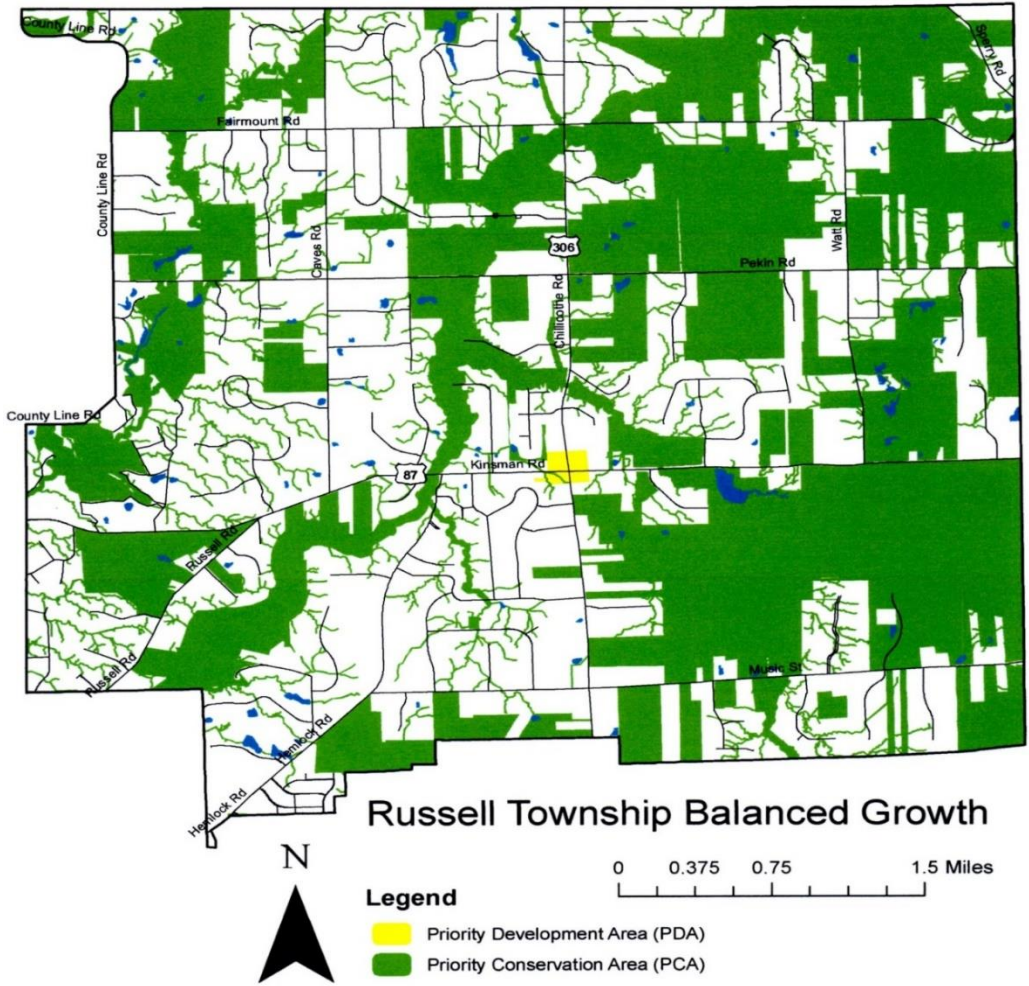 County Line Rd
Sperry Rd
Fairmount Rd
County Line Rd
Caves Rd
Watt Rd
306
Pekin Rd
Chillicothe Rd
County Line Rd
Kinsman Rd
87
Russell Rd
Russell Rd
Music St
Hemlock Rd
Hemlock Rd
Russell Township Balanced Growth
N
0 0.375 0.75 1.5 Miles
Legend
Priority Development Area (PDA)
Priority Conservation Area (PCA)